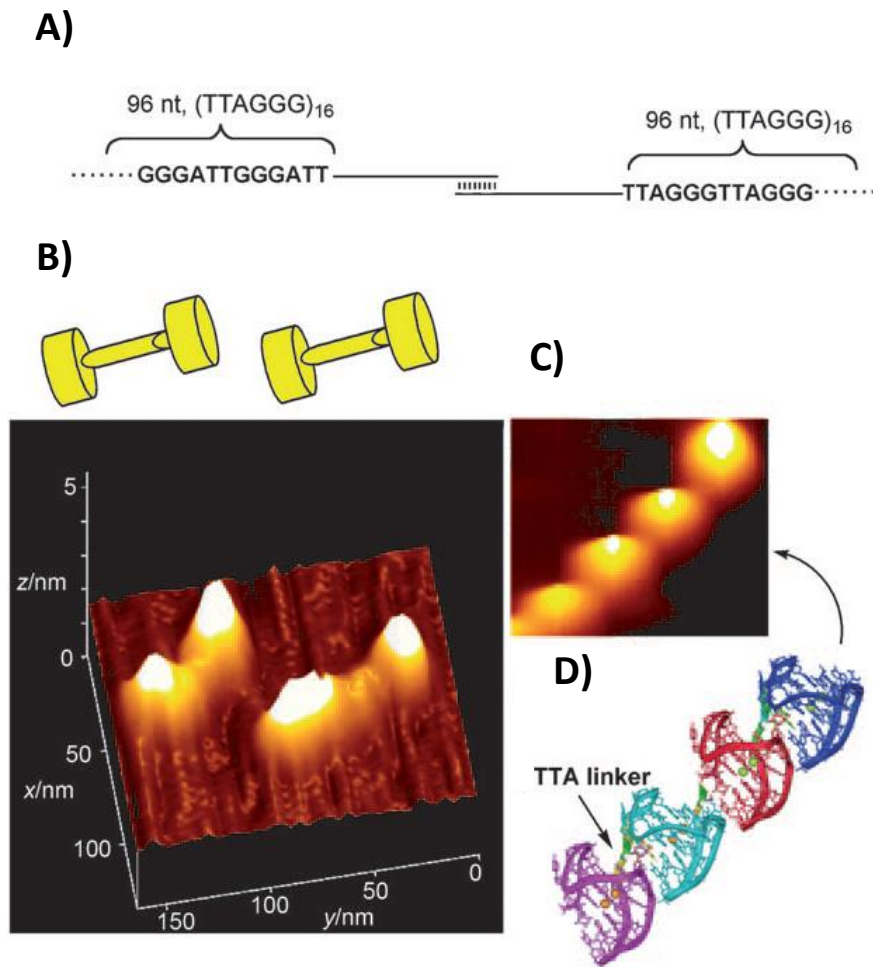 A)
96 nt, (TTAGGG)16
96 nt, (TTAGGG)16
······GGGATTGGGATT
TTAGGGTTAGGG······
B)
C)
5
z/nm
0
50
x/nm
100
150
100
y/nm
50
0
D)
TTA linker